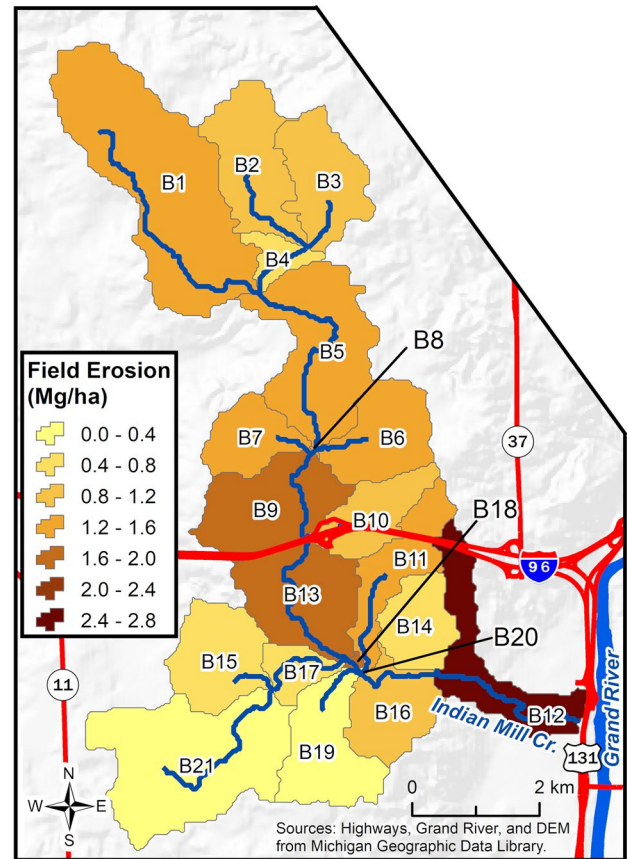 B1
B2
B3
B4
B5
B8
Field Erosion
(Mg/ha)
0.0 - 0.4
0.4 - 0.8
0.8 - 1.2
1.2 - 1.6
1.6 - 2.0
2.0 - 2.4
2.4 - 2.8
B7
B6
37
B9
B10
B18
B11
96
B13
B14
B20
B15
B17
11
B16
B12
Indian Mill Cr.
Grand River
B19
B21
131
N
W E
S
0 2 km
Sources: Highways, Grand River, and DEM
from Michigan Geographic Data Library.